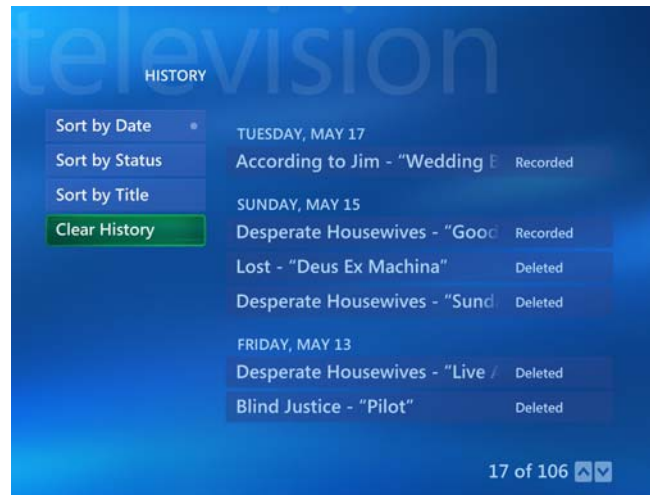 television
HISTORY
Sort by Date
Sort by Status
Sort by Title
Clear History
TUESDAY, MAY 17
According to Jim - "Wedding Recorded
SUNDAY, MAY 15
Desperate Housewives - "Good Recorded
Lost - "Deus Ex Machina" Deleted
Desperate Housewives - "Sund Deleted
FRIDAY, MAY 13
Desperate Housewives - "Live Deleted
Blind Justice - "Pilot" Deleted
17 of 106